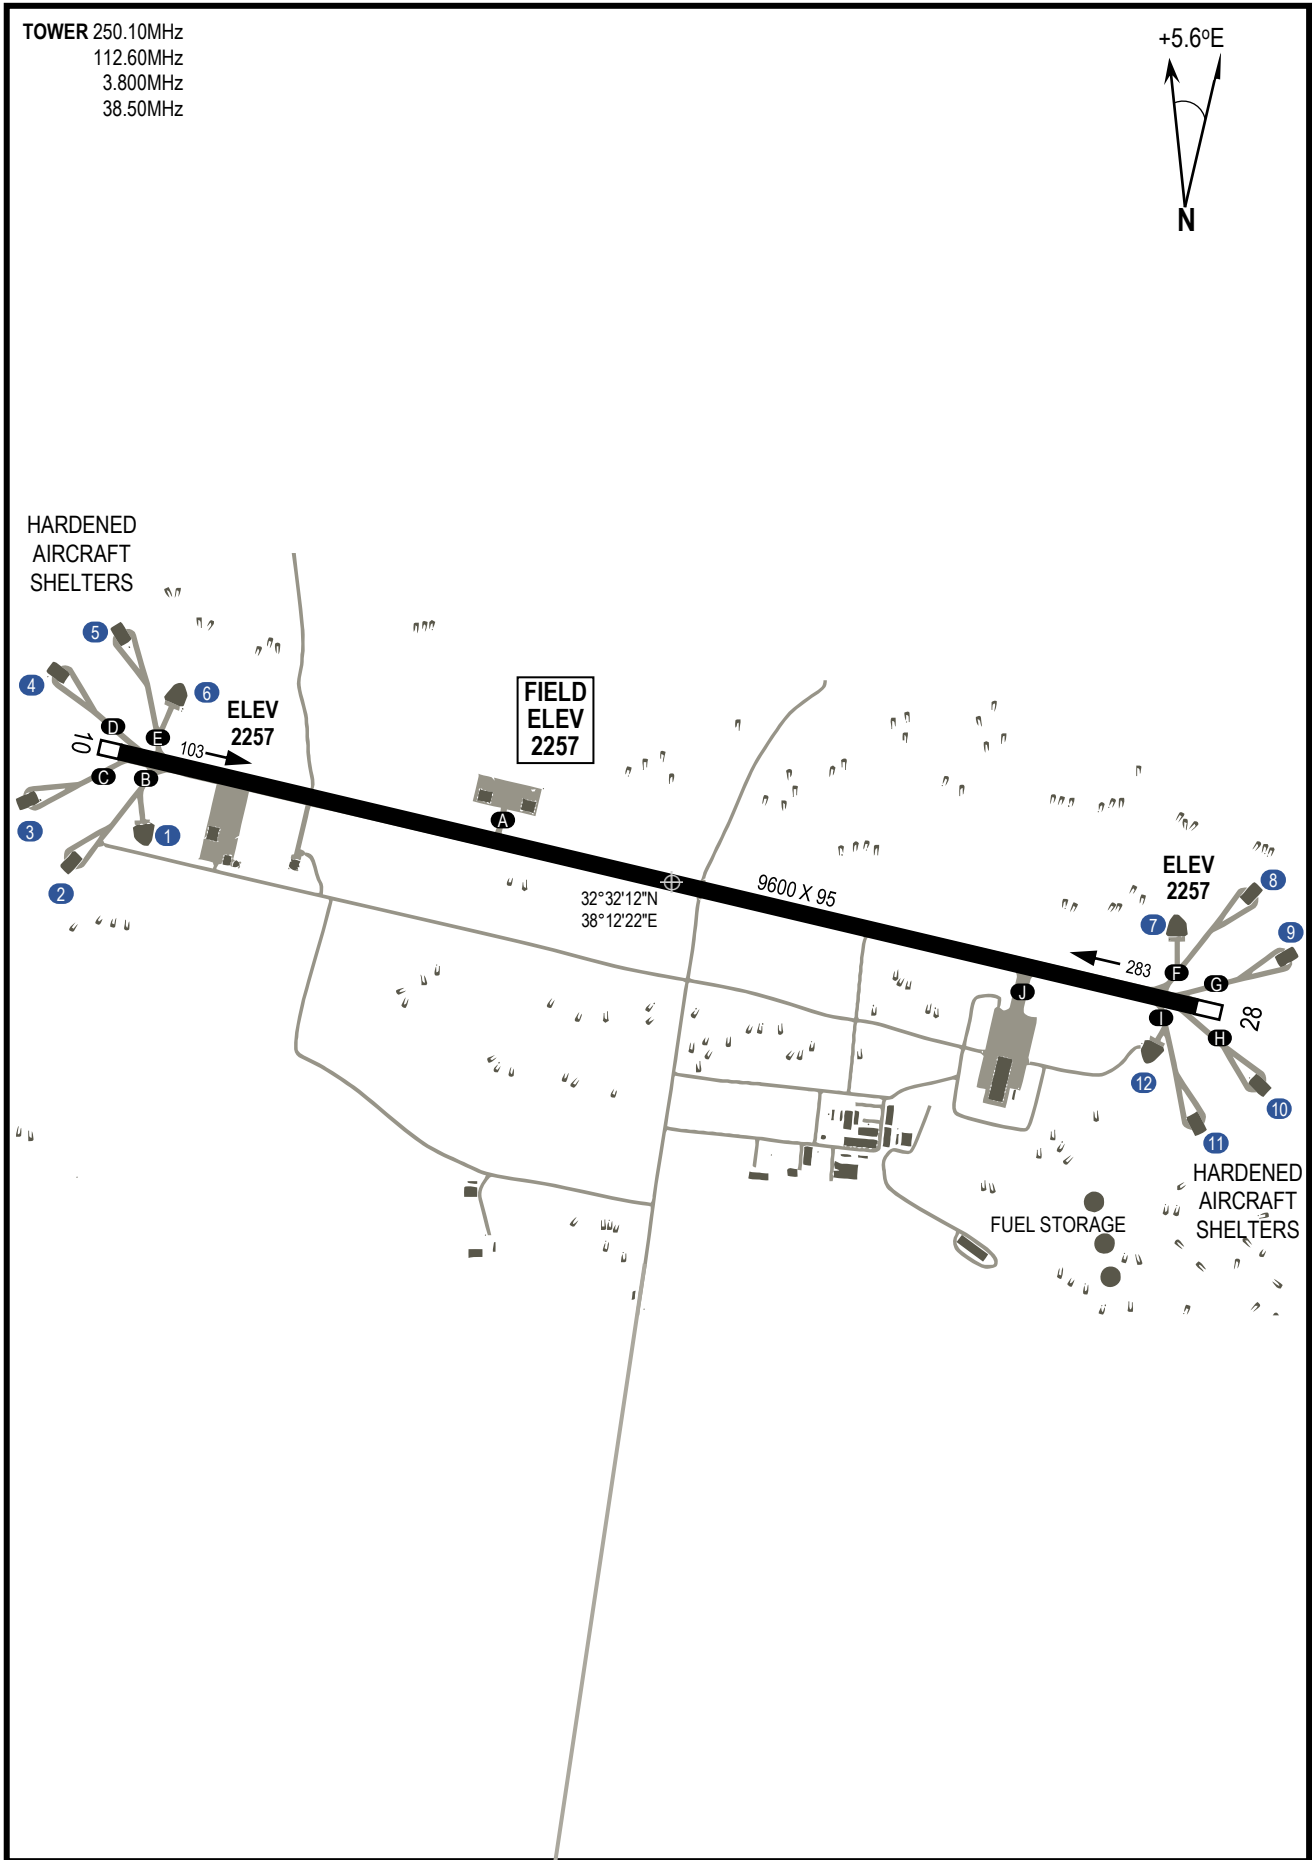 TOWER 250.10MHz
112.60MHz
3.800MHz
38.50MHz
+5.6ºE
N
HARDENED
AIRCRAFT
SHELTERS
5
4
6
D
E
10
103
ELEV
2257
C
B
3
1
2
FIELD
ELEV
2257
A
32°32'12"N
38°12'22"E
9600 X 95
ELEV
2257
8
7
9
283
F
G
J
I
28
H
12
10
11
HARDENED
AIRCRAFT
SHELTERS
FUEL STORAGE